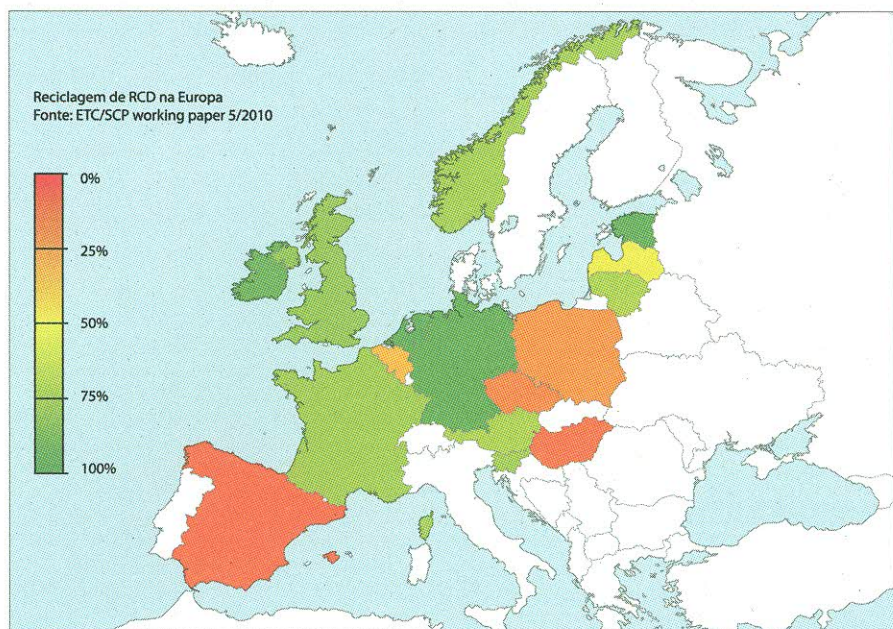 Reciclagem de RCD na Europa
Fonte: ETC/SCP working paper 5/2010
0%
25%
50%
75%
100%